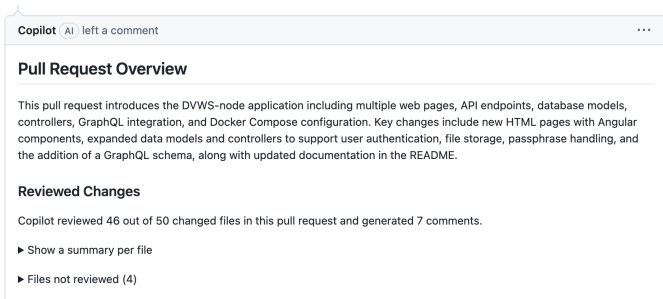 Copilot AI left a comment
Pull Request Overview
This pull request introduces the DVWS-node application including multiple web pages, API endpoints, database models,
controllers, GraphQL integration, and Docker Compose configuration. Key changes include new HTML pages with Angular
components, expanded data models and controllers to support user authentication, file storage, passphrase handling, and
the addition of a GraphQL schema, along with updated documentation in the README.
Reviewed Changes
Copilot reviewed 46 out of 50 changed files in this pull request and generated 7 comments.
Show a summary per file
Files not reviewed (4)